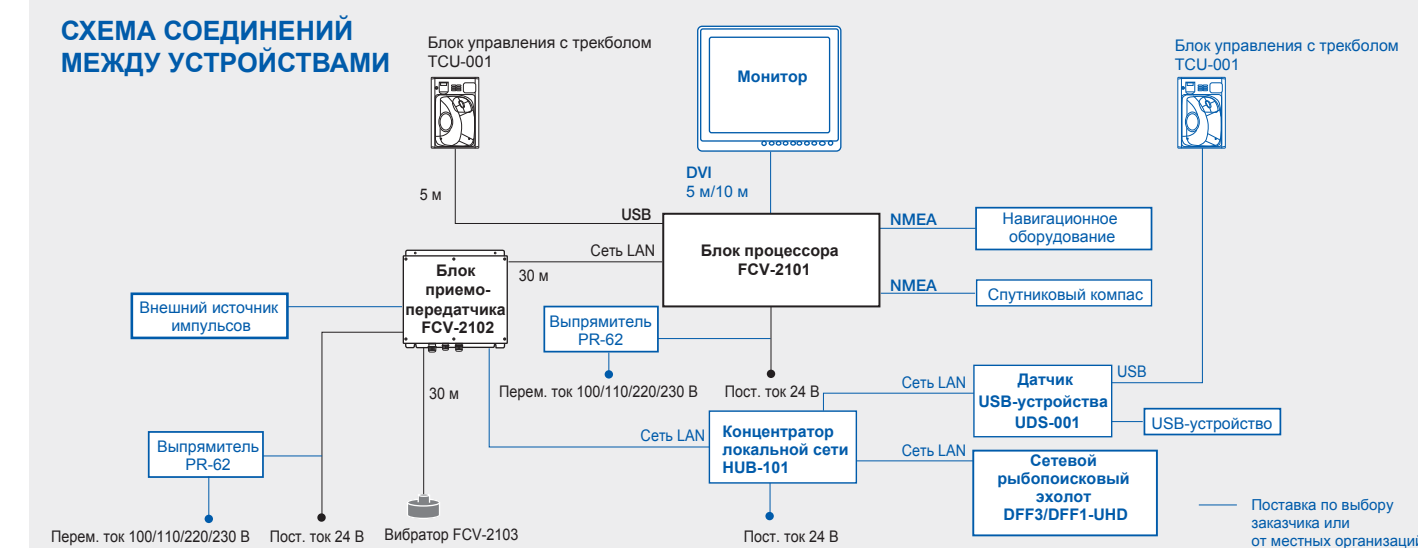 СХЕМА СОЕДИНЕНИЙ
МЕЖДУ УСТРОЙСТВАМИ
Блок управления с трекболом
TCU-001
Монитор
Блок управления с трекболом
TCU-001
DVI
5 м/10 м
5 м
USB
Сеть LAN
30 м
Блок процессора
FCV-2101
NMEA
Навигационное
оборудование
NMEA
Спутниковый компас
Блок
приемо-
передатчика
FCV-2102
Внешний источник
импульсов
Выпрямитель
PR-62
Перем. ток 100/110/220/230 В
Пост. ток 24 В
30 м
Сеть LAN
Датчик
USB-устройства
UDS-001
USB
USB-устройство
Сеть LAN
Концентратор
локальной сети
HUB-101
Сеть LAN
Сетевой
рыбопоисковый
эхолот
DFF3/DFF1-UHD
Выпрямитель
PR-62
Перем. ток 100/110/220/230 В
Пост. ток 24 В
Вибратор FCV-2103
Пост. ток 24 В
Поставка по выбору
заказчика или
от местных организаций